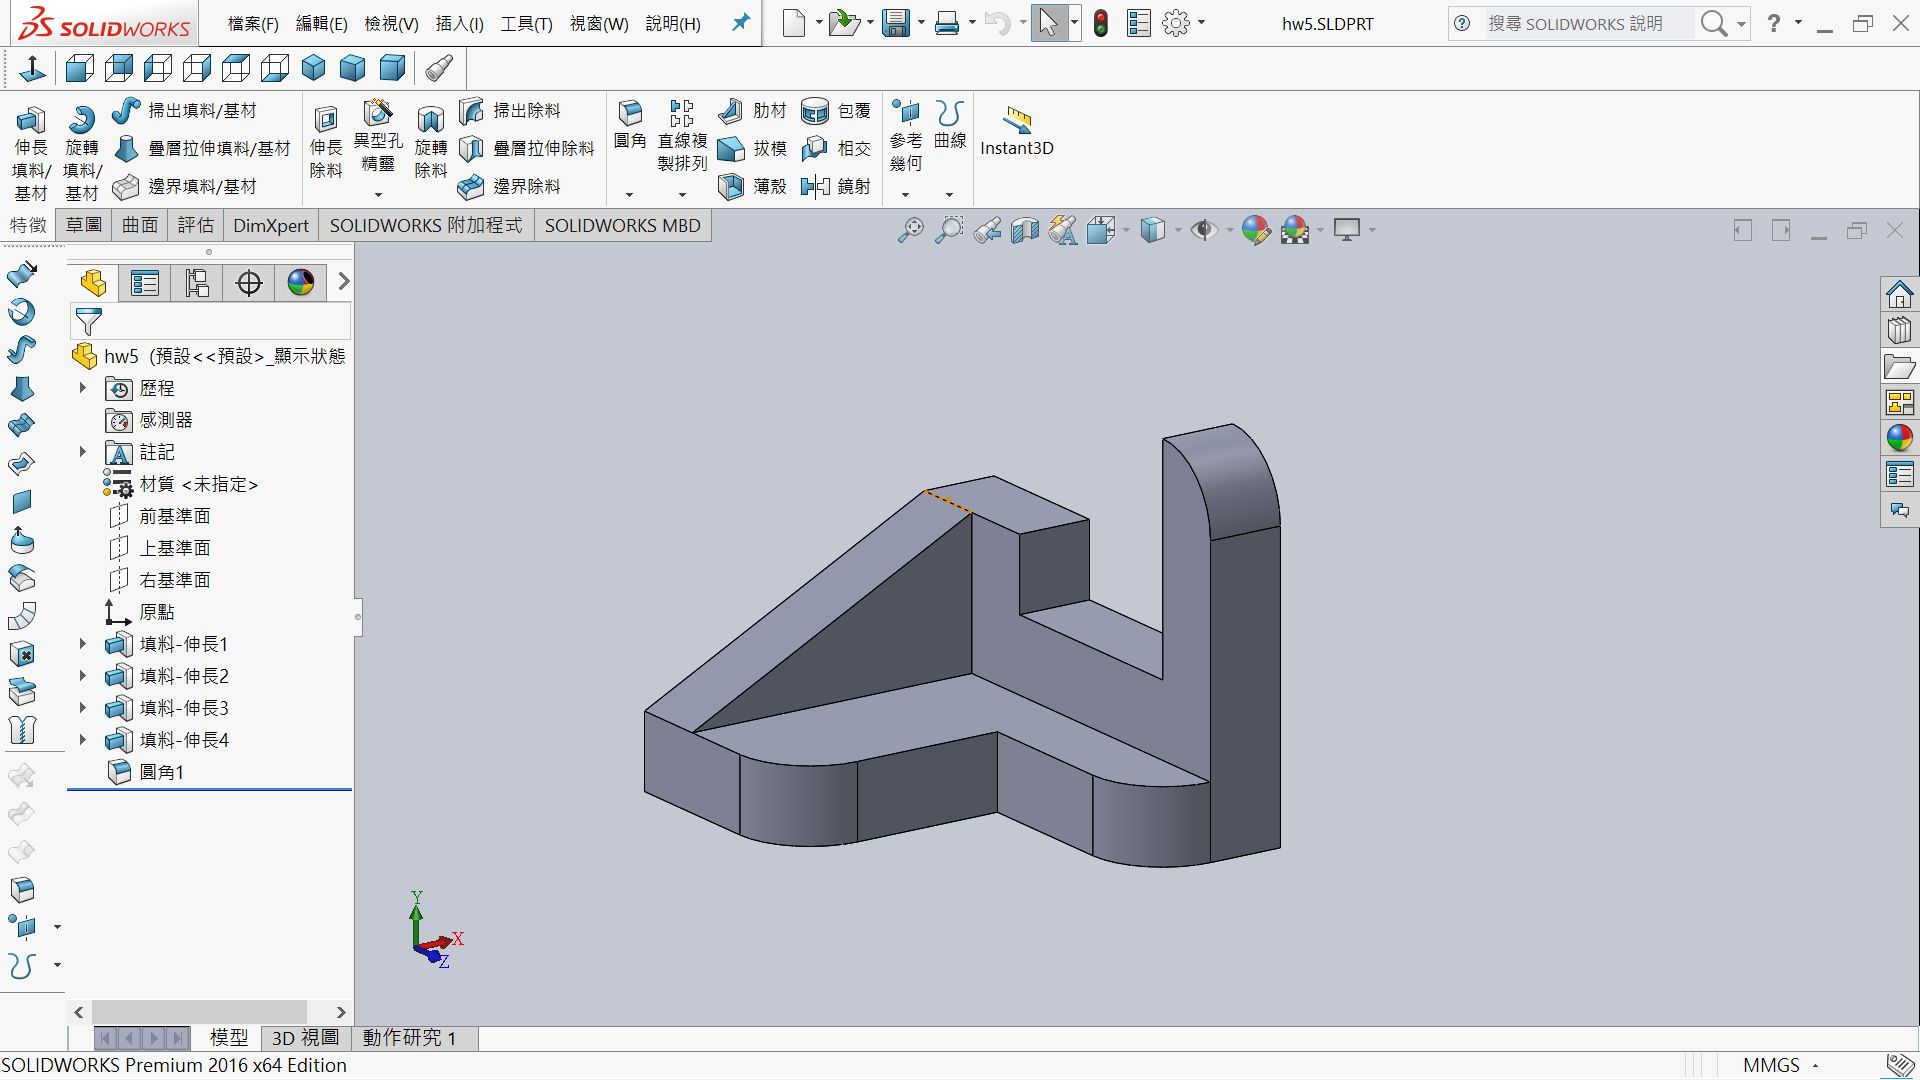 SOLIDWORKS
檔案(F) 編輯(E) 檢視(V) 插入(I) 工具(T) 視窗(W) 說明(H)
hw5.SLDPRT
搜尋 SOLIDWORKS 說明
伸長填料/基材
旋轉填料/基材
掃出填料/基材
疊層拉伸填料/基材
邊界填料/基材
伸長除料
異型孔精靈
旋轉除料
掃出除料
疊層拉伸除料
邊界除料
圓角
直線複製排列
肋材
拔模
薄殼
包覆
相交
鏡射
參考幾何
曲線
Instant3D
特徵 草圖 曲面 評估 DimXpert SOLIDWORKS 附加程式 SOLIDWORKS MBD
hw5 (預設<<預設>_顯示狀態
歷程
感測器
註記
材質 <未指定>
前基準面
上基準面
右基準面
原點
填料-伸長1
填料-伸長2
填料-伸長3
填料-伸長4
圓角1
Y
X
Z
模型 3D 視圖 動作研究 1
SOLIDWORKS Premium 2016 x64 Edition
MMGS